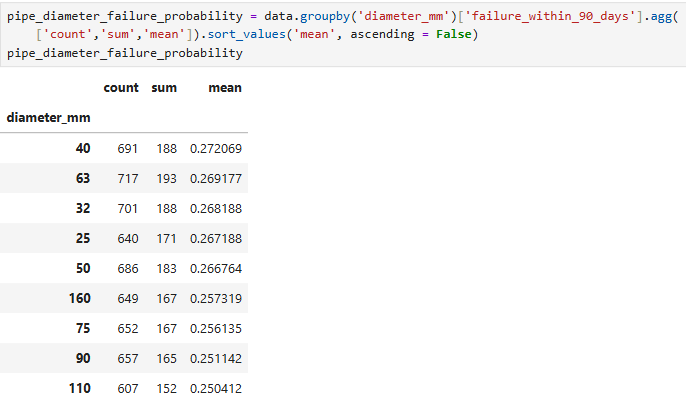 pipe_diameter_failure_probability = data.groupby('diameter_mm')['failure_within_90_days'].agg(
['count','sum','mean']).sort_values('mean', ascending = False)
pipe_diameter_failure_probability
count sum mean
diameter_mm
40 691 188 0.272069
63 717 193 0.269177
32 701 188 0.268188
25 640 171 0.267188
50 686 183 0.266764
160 649 167 0.257319
75 652 167 0.256135
90 657 165 0.251142
110 607 152 0.250412